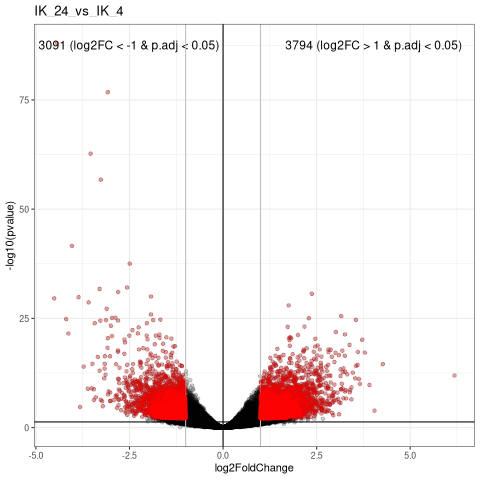 IK_24_vs_IK_4
3091 (log2FC < -1 & p.adj < 0.05)
3794 (log2FC > 1 & p.adj < 0.05)
75
50
25
0
-log10(pvalue)
-5.0
-2.5
0.0
2.5
5.0
log2FoldChange